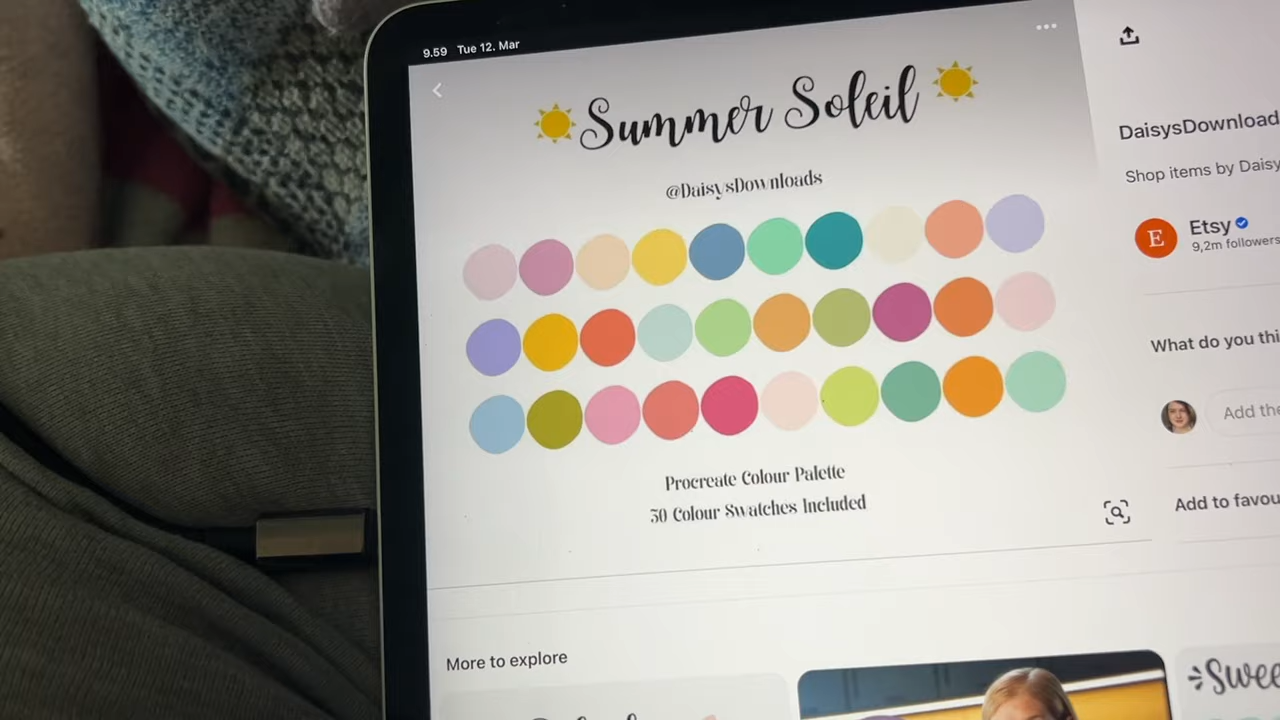 9.59 Tue 12. Mar
Summer Soleil
@DaisysDownloads
Procreate Colour Palette
30 Colour Swatches Included
More to explore
DaisysDownload
Shop items by Daisy
E
Etsy
9,2m followers
What do you thi
Add the
Add to favou
Swee